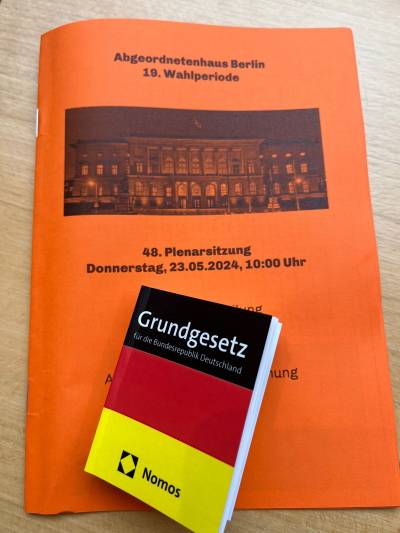 Abgeordnetenhaus Berlin
19. Wahlperiode
48. Plenarsitzung
Donnerstag, 23.05.2024, 10:00 Uhr
Grundgesetz
für die Bundesrepublik Deutschland
Nomos